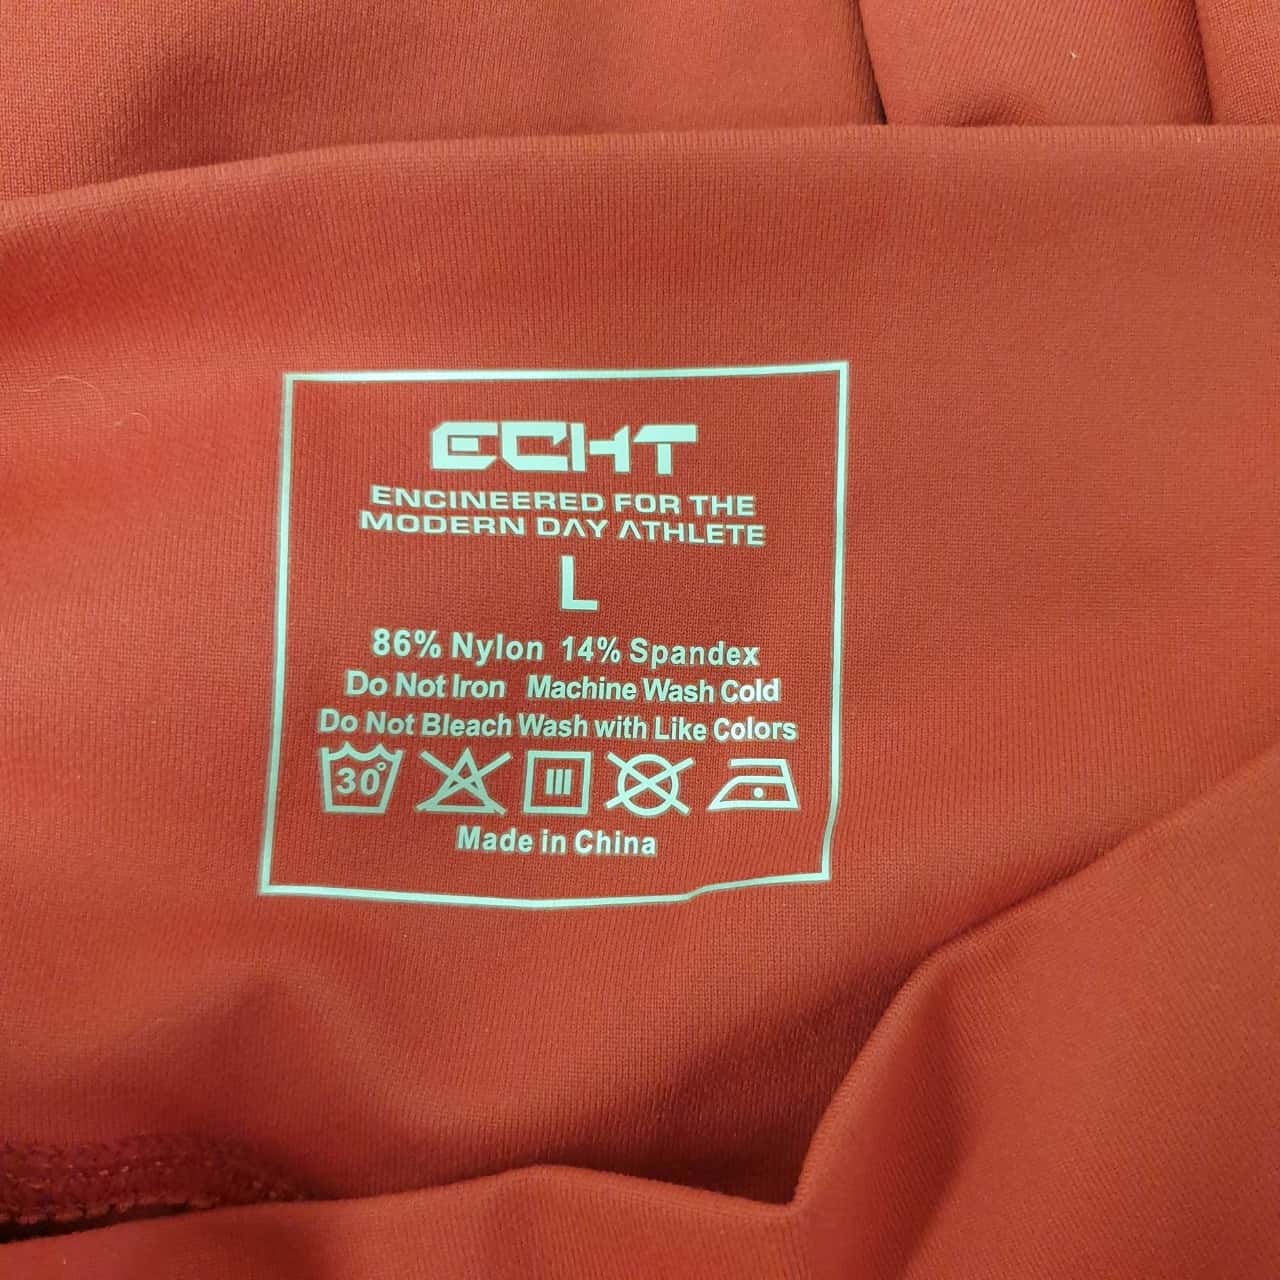 ECHT
ENGINEERED FOR THE
MODERN DAY ATHLETE
L
86% Nylon 14% Spandex
Do Not Iron Machine Wash Cold
Do Not Bleach Wash with Like Colors
30°
Made in China